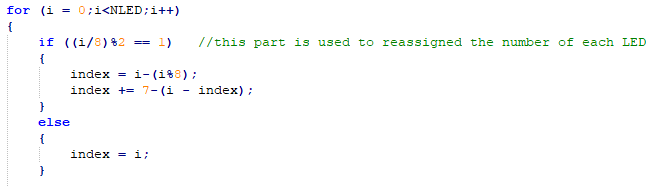 for (i = 0;i<NLED;i++)
{
if ((i/8)%2 == 1) //this part is used to reassigned the number of each LED
{
index = i-(i%8);
index += 7-(i - index);
}
else
{
index = i;
}